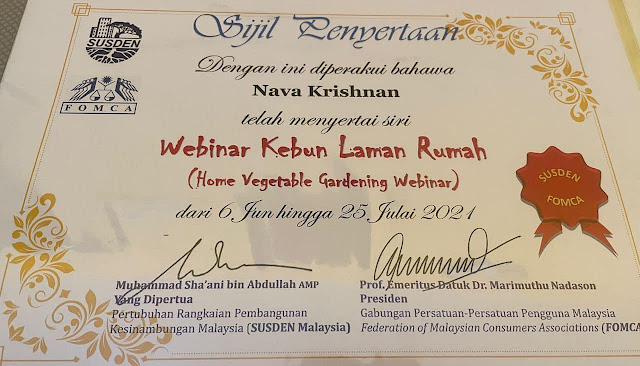 SUSDEN
FOMCA
Sijil Penyertaan
Dengan ini diperakui bahawa
Nava Krishnan
telah menyertai siri
Webinar Kebun Laman Rumah
(Home Vegetable Gardening Webinar)
dari 6 Jun hingga 25 Julai 2021
SUSDEN
FOMCA
Muhammad Sha'ani bin Abdullah AMP
Yang Dipertua
Pertubuhan Rangkaian Pembangunan
Kesinambungan Malaysia (SUSDEN Malaysia)
Prof. Emeritus Datuk Dr. Marimuthu Nadason
Presiden
Gabungan Persatuan-Persatuan Pengguna Malaysia
Federation of Malaysian Consumers Associations (FOMCA